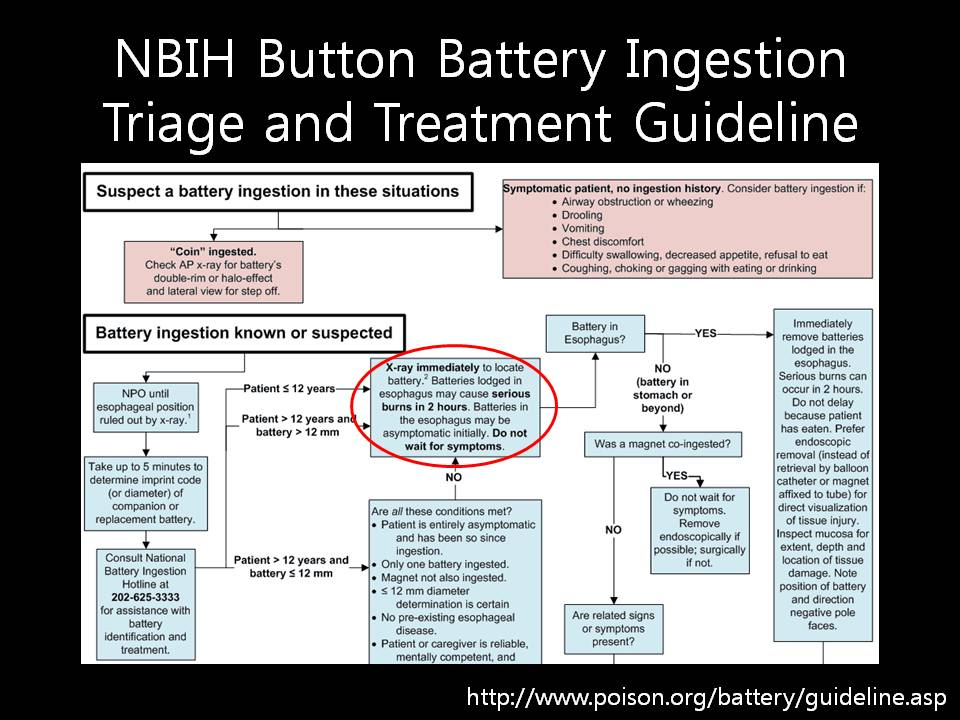 NBIH Button Battery Ingestion
Triage and Treatment Guideline
Suspect a battery ingestion in these situations
Symptomatic patient, no ingestion history. Consider battery ingestion if:
• Airway obstruction or wheezing
• Drooling
• Vomiting
• Chest discomfort
• Difficulty swallowing, decreased appetite, refusal to eat
• Coughing, choking or gagging with eating or drinking
“Coin” ingested.
Check AP x-ray for battery’s
double-rim or halo-effect
and lateral view for step off.
Battery ingestion known or suspected
NPO until
esophageal position
ruled out by x-ray.1
Take up to 5 minutes to
determine imprint code
(or diameter) of
companion or
replacement battery.
Consult National
Battery Ingestion
Hotline at
202-625-3333
for assistance with
battery
identification and
treatment.
Patient ≤ 12 years
Patient > 12 years and
battery > 12 mm
Patient > 12 years and
battery ≤ 12 mm
X-ray immediately to locate
battery.2 Batteries lodged in
esophagus may cause serious
burns in 2 hours. Batteries in
the esophagus may be
asymptomatic initially. Do not
wait for symptoms.
NO
Are all these conditions met?
• Patient is entirely asymptomatic
and has been so since
ingestion.
• Only one battery ingested.
• Magnet not also ingested.
• ≤ 12 mm diameter
determination is certain
• No pre-existing esophageal
disease.
• Patient or caregiver is reliable,
mentally competent, and
Battery in
Esophagus?
YES
NO
(battery in
stomach or
beyond)
Was a magnet co-ingested?
YES
Do not wait for
symptoms.
Remove
endoscopically if
possible; surgically
if not.
NO
Are related signs
or symptoms
present?
Immediately
remove batteries
lodged in the
esophagus.
Serious burns can
occur in 2 hours.
Do not delay
because patient
has eaten. Prefer
endoscopic
removal (instead of
retrieval by balloon
catheter or magnet
affixed to tube) for
direct visualization
of tissue injury.
Inspect mucosa for
extent, depth and
location of tissue
damage. Note
position of battery
and direction
negative pole
faces.
http://www.poison.org/battery/guideline.asp